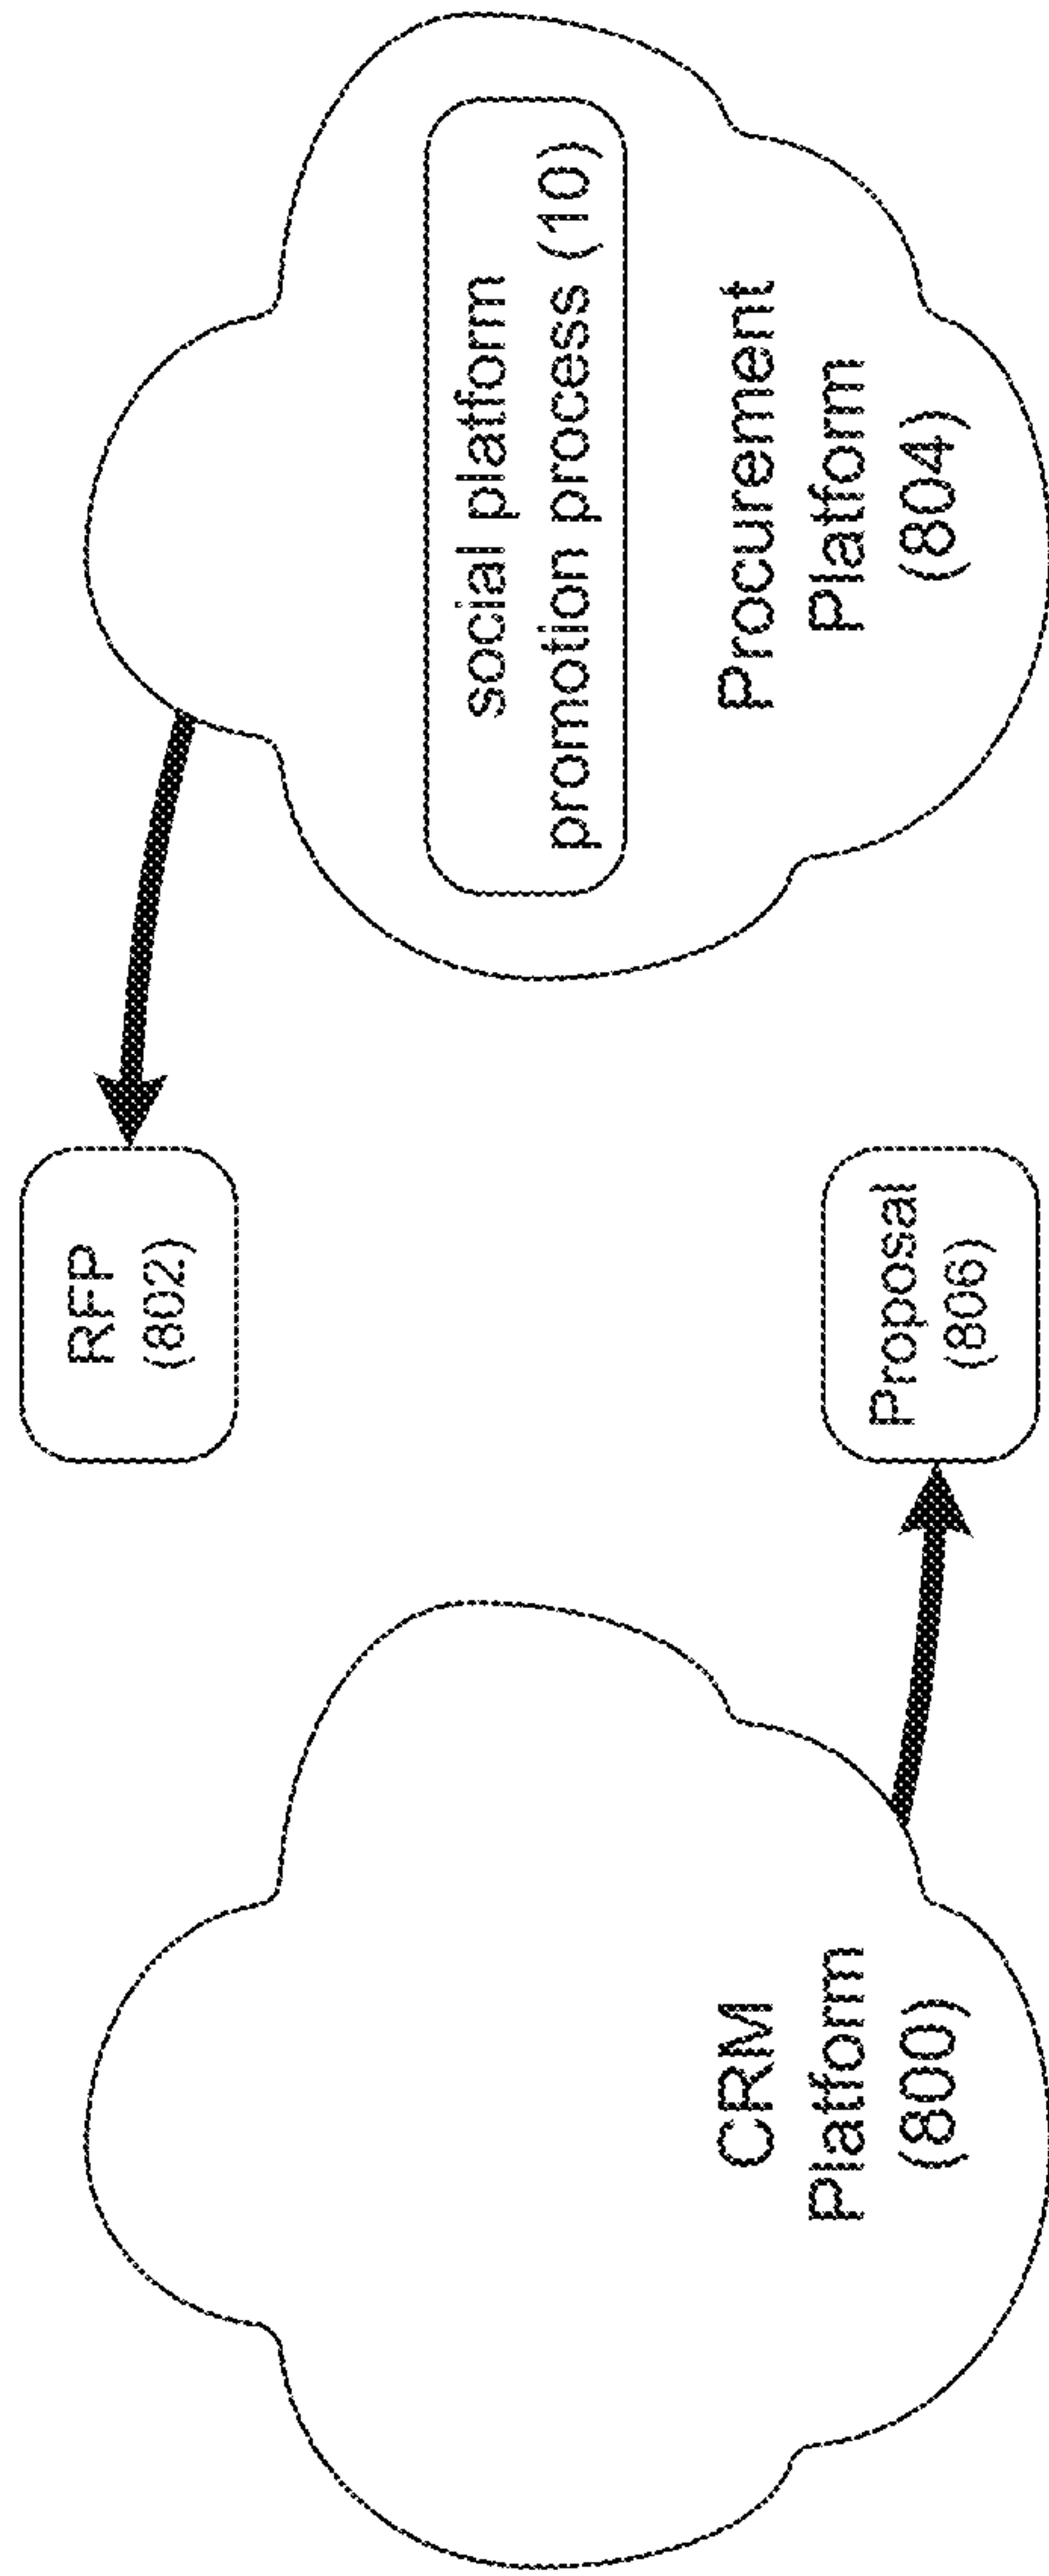 RFP
(802)
social platform
promotion process (10)
Procurement
Platform
(804)
CRM
Platform
(800)
Proposal
(806)